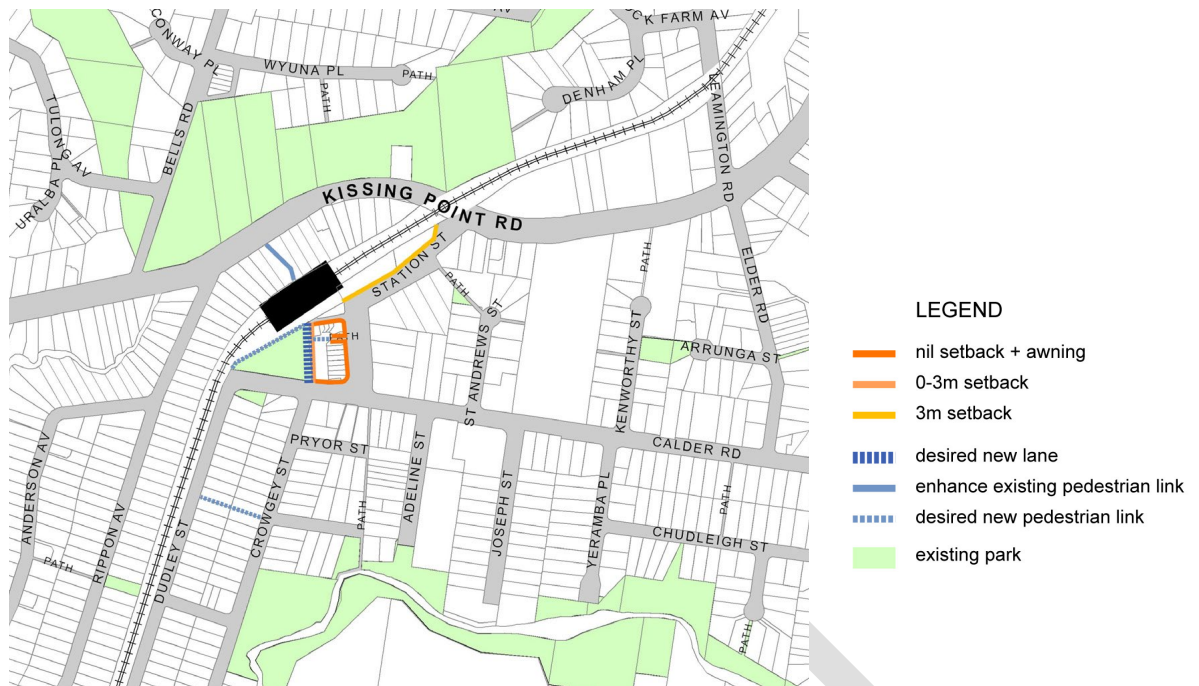 CK FARM AV
CONWAY PL
WYUNA PL
PATH
PATH
DENHAM PL
LEAMINGTON RD
TULONG AV
BELLS RD
URALBA PL
KISSING POINT RD
STATION ST
PATH
PATH
ELDER RD
PATH
ST ANDREWS ST
KENWORTHY ST
ARRUNGA ST
ANDERSON AV
PRYOR ST
CALDER RD
RIPPON AV
DUDLEY ST
CROWGEY ST
PATH
ADELINE ST
JOSEPH ST
YERAMBA PL
PATH
CHUDLEIGH ST
PATH
PATH
LEGEND
nil setback + awning
0-3m setback
3m setback
desired new lane
enhance existing pedestrian link
desired new pedestrian link
existing park